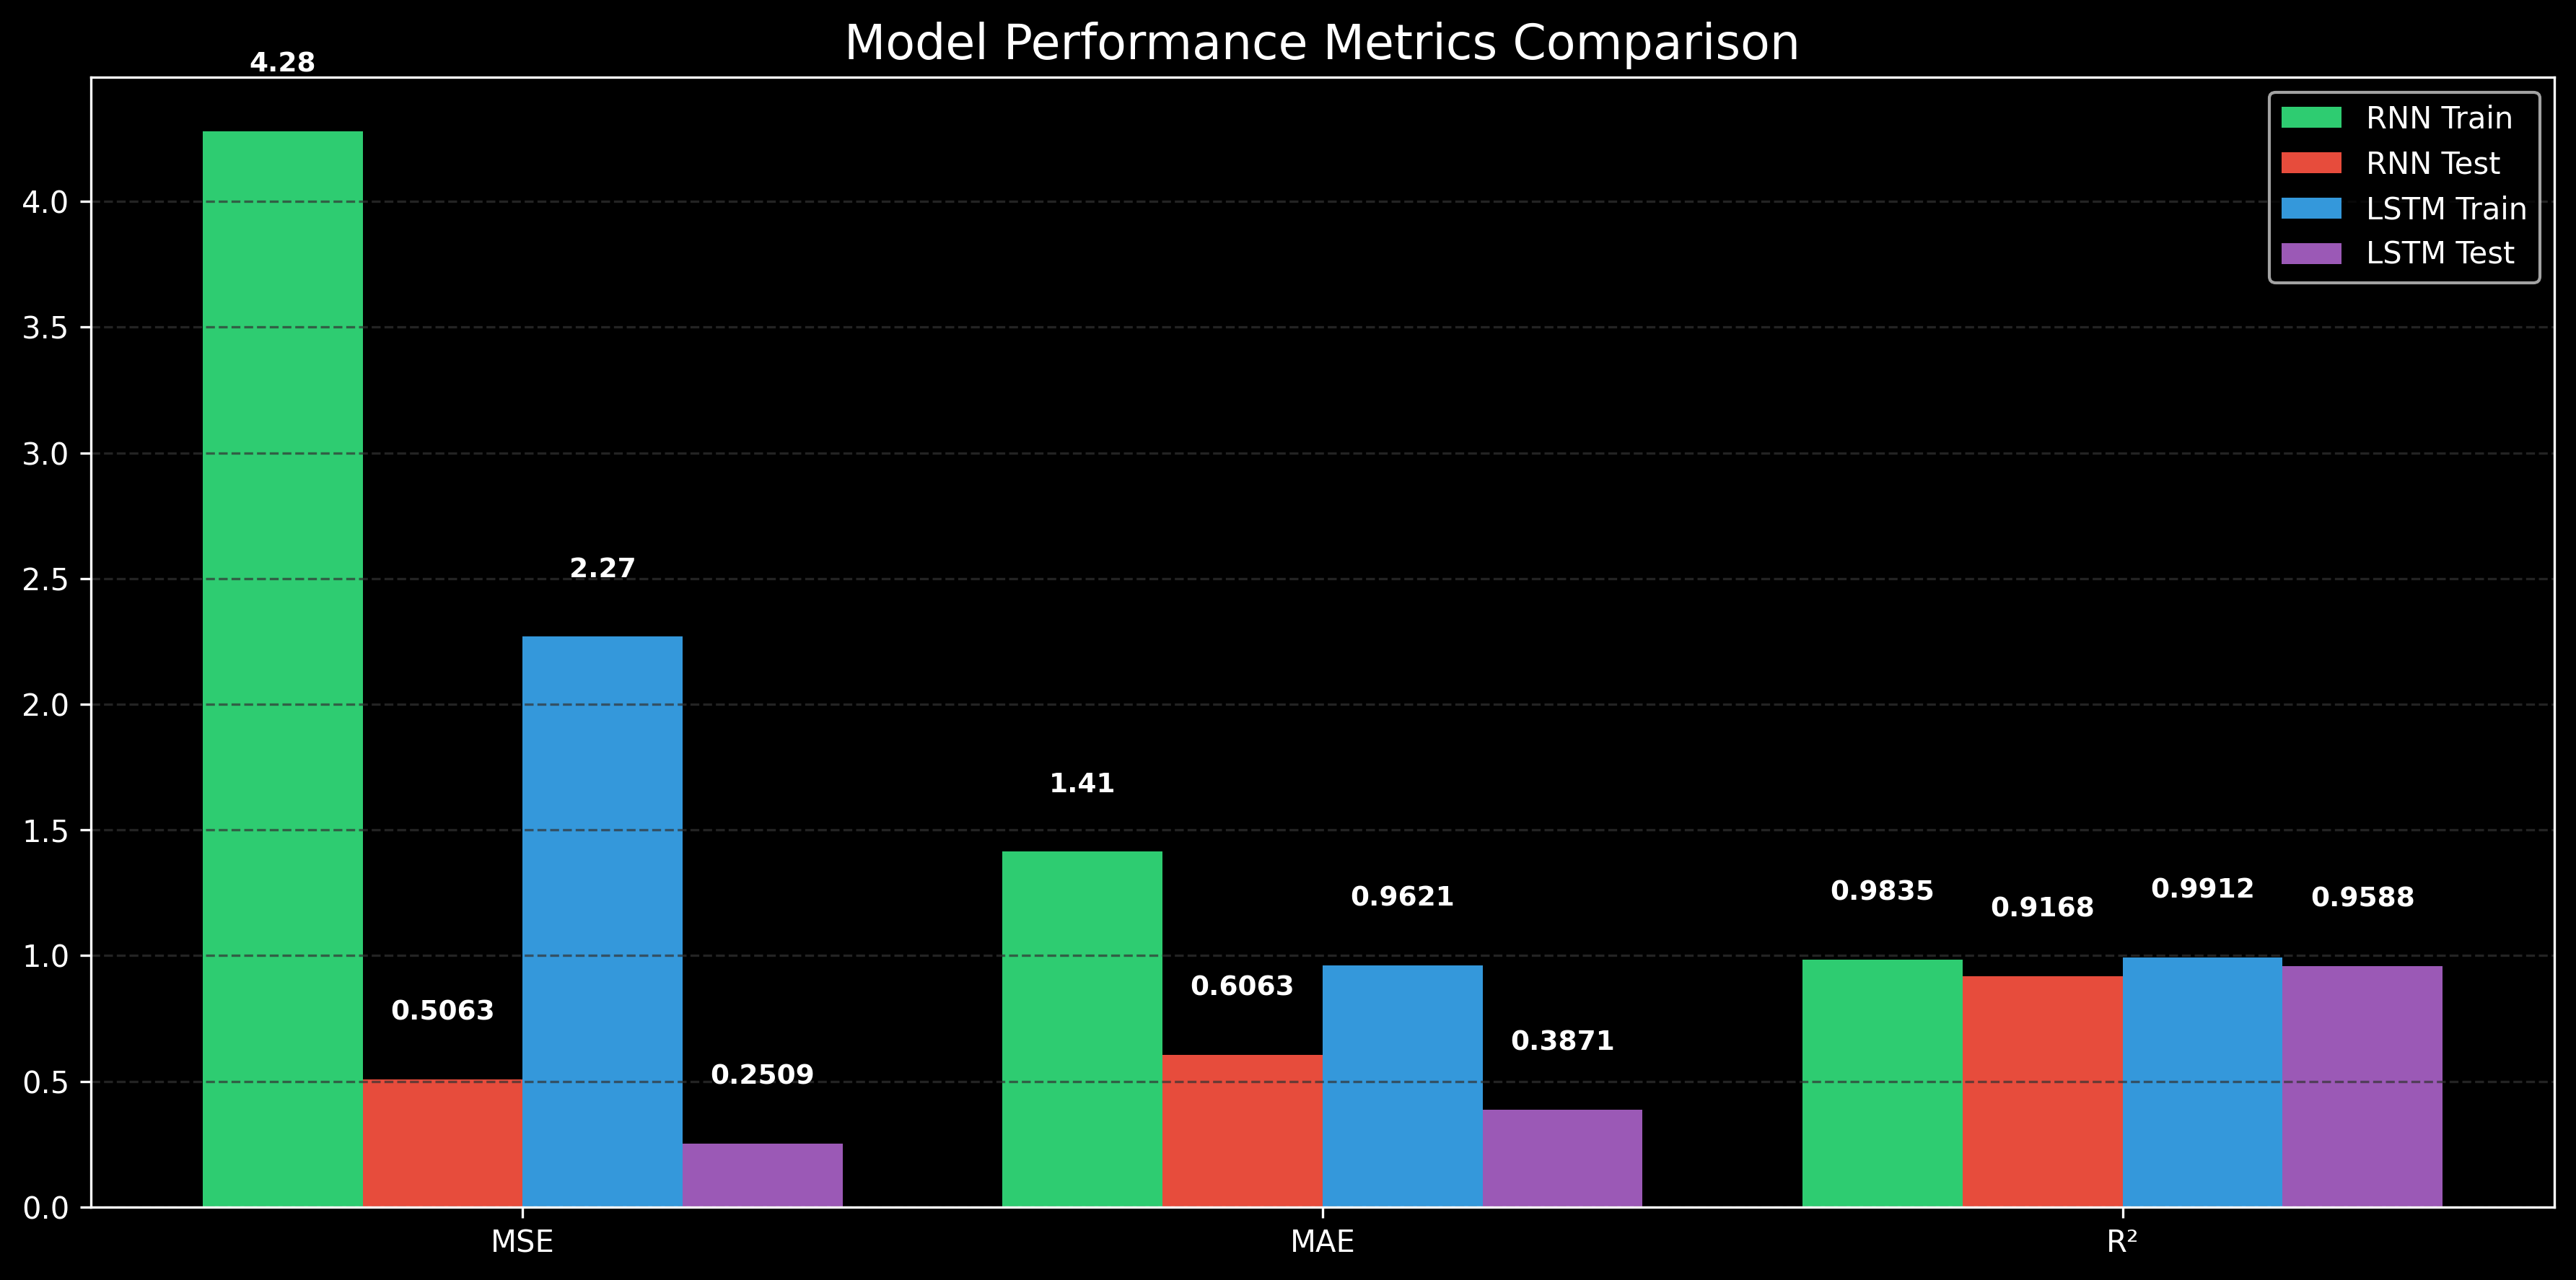 Model Performance Metrics Comparison
4.28
RNN Train
RNN Test
LSTM Train
LSTM Test
4.0
3.5
3.0
2.5
2.0
1.5
1.0
0.5
0.0
2.27
0.5063
0.2509
1.41
0.6063
0.9621
0.3871
0.9835
0.9168
0.9912
0.9588
MSE
MAE
R²